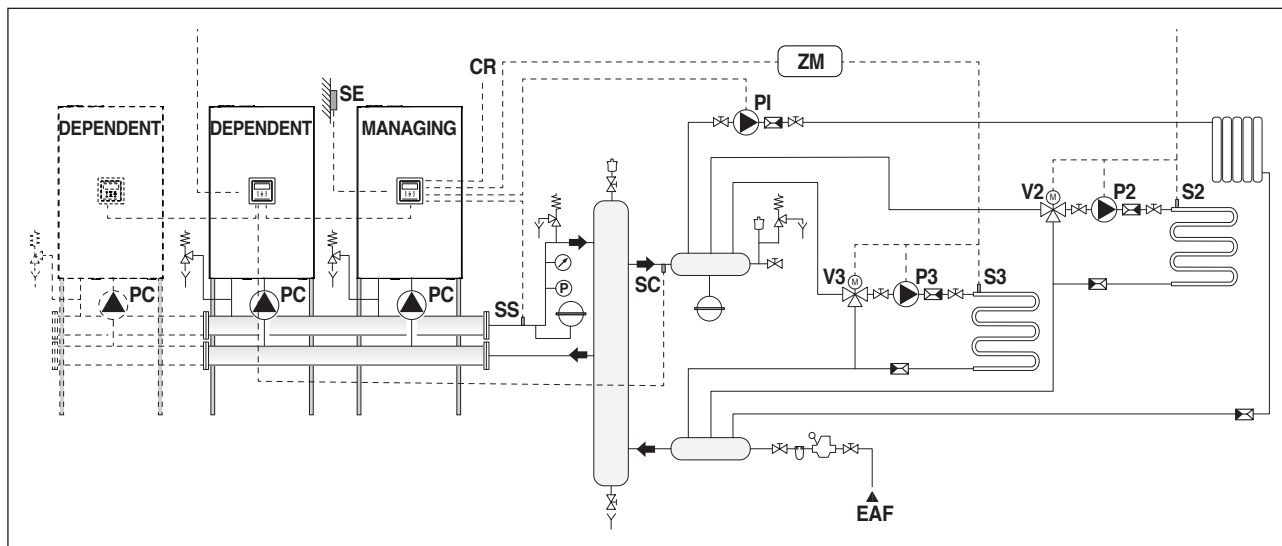 ZM
CR
PI
SE
DEPENDENT
DEPENDENT
MANAGING
V2
M
P2
S2
SC
V3
M
P3
S3
P
PC
PC
PC
SS
EAF